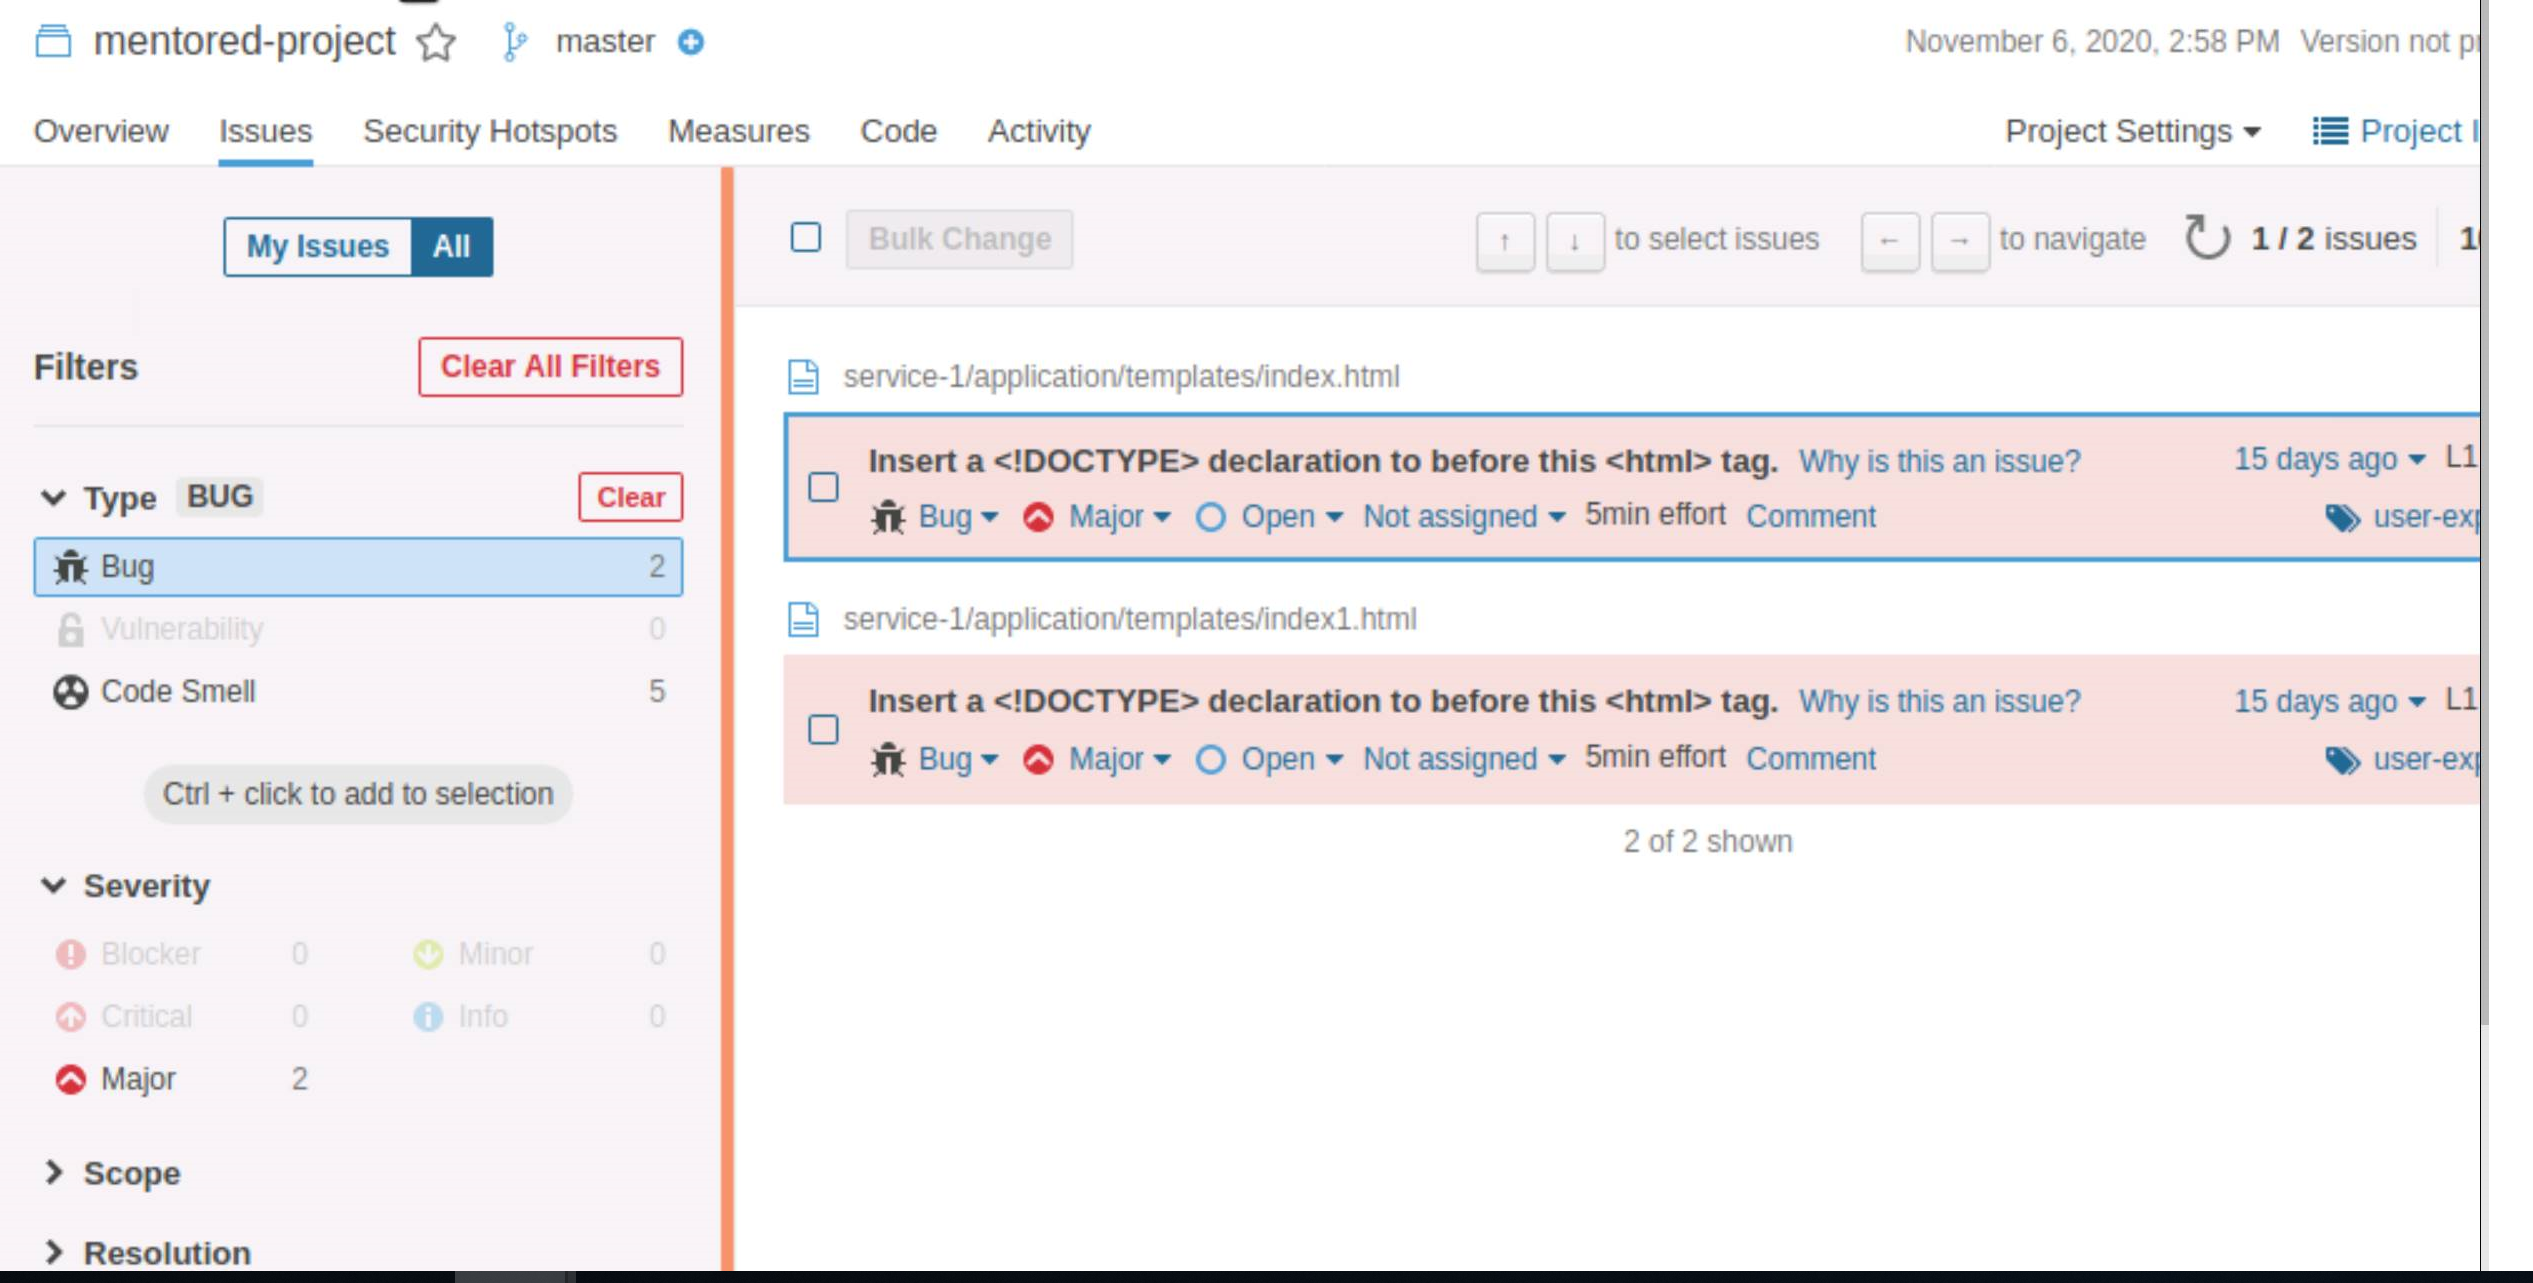 mentored-project master November 6, 2020, 2:58 PM Version not
Overview Issues Security Hotspots Measures Code Activity Project Settings Project
My Issues All
Bulk Change ↑ ↓ to select issues ← → to navigate 1 / 2 issues
Filters Clear All Filters
Type BUG Clear
Bug 2
Vulnerability 0
Code Smell 5
Ctrl + click to add to selection
Severity
Blocker 0 Minor 0
Critical 0 Info 0
Major 2
Scope
Resolution
service-1/application/templates/index.html
Insert a <!DOCTYPE> declaration to before this <html> tag. Why is this an issue? 15 days ago L1
Bug Major Open Not assigned 5min effort Comment
service-1/application/templates/index1.html
Insert a <!DOCTYPE> declaration to before this <html> tag. Why is this an issue? 15 days ago L1
Bug Major Open Not assigned 5min effort Comment
2 of 2 shown